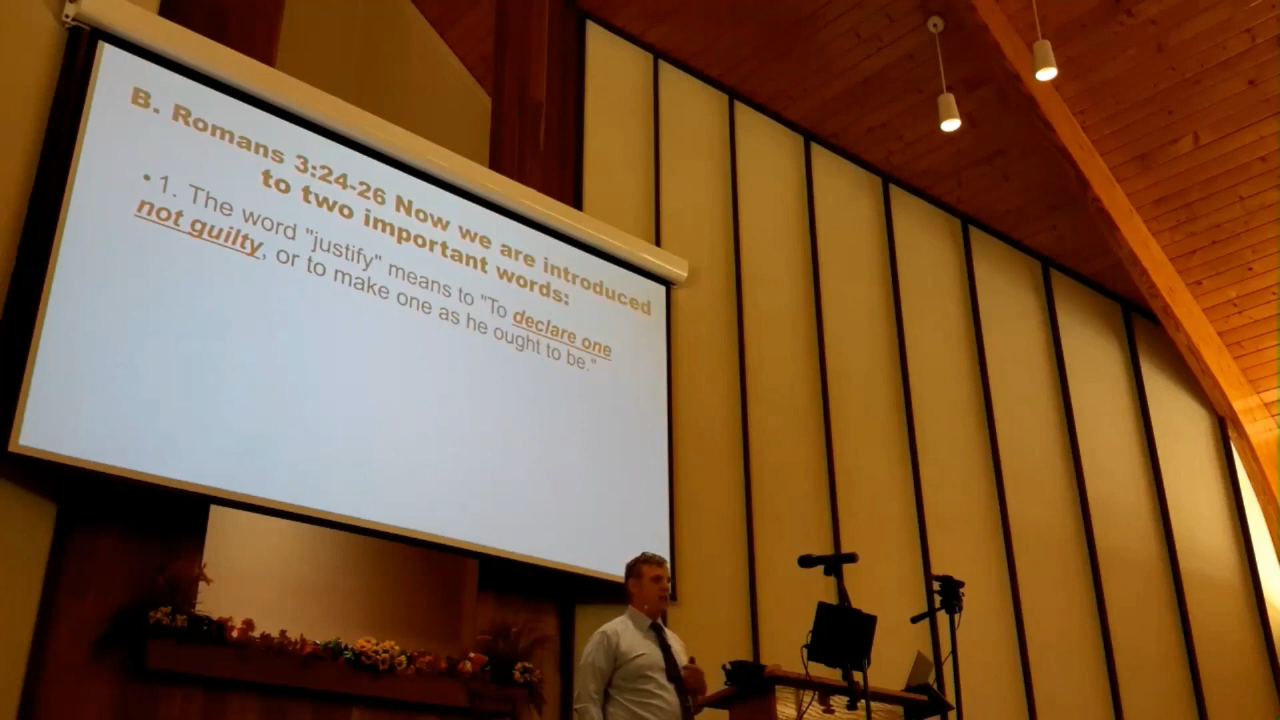 B. Romans 3:24-26 Now we are introduced
to two important words:
• 1. The word "justify" means to "To declare one
not guilty, or to make one as he ought to be."